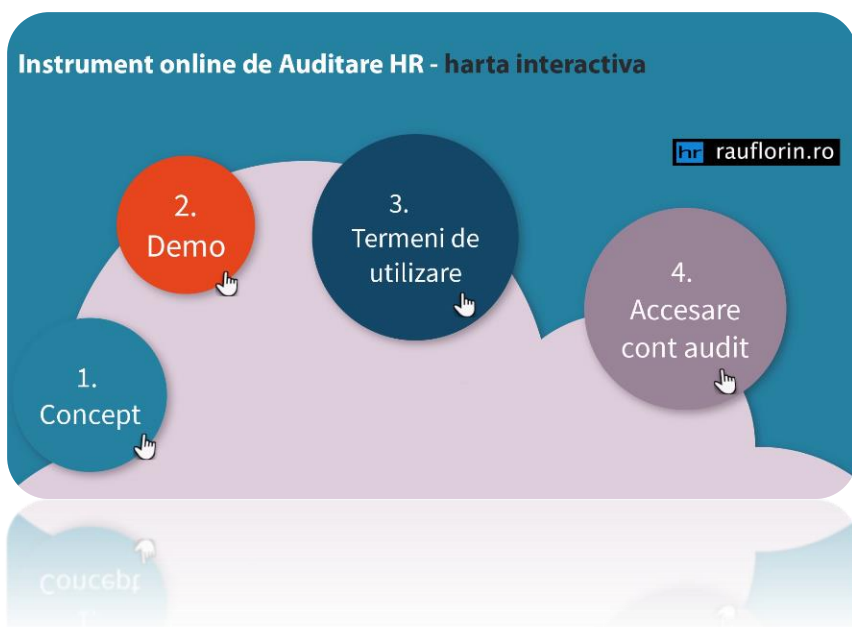 Instrument online de Auditare HR - harta interactiva
hr rauflorin.ro
2.
Demo
3.
Termeni de
utilizare
4.
Accesare
cont audit
1.
Concept